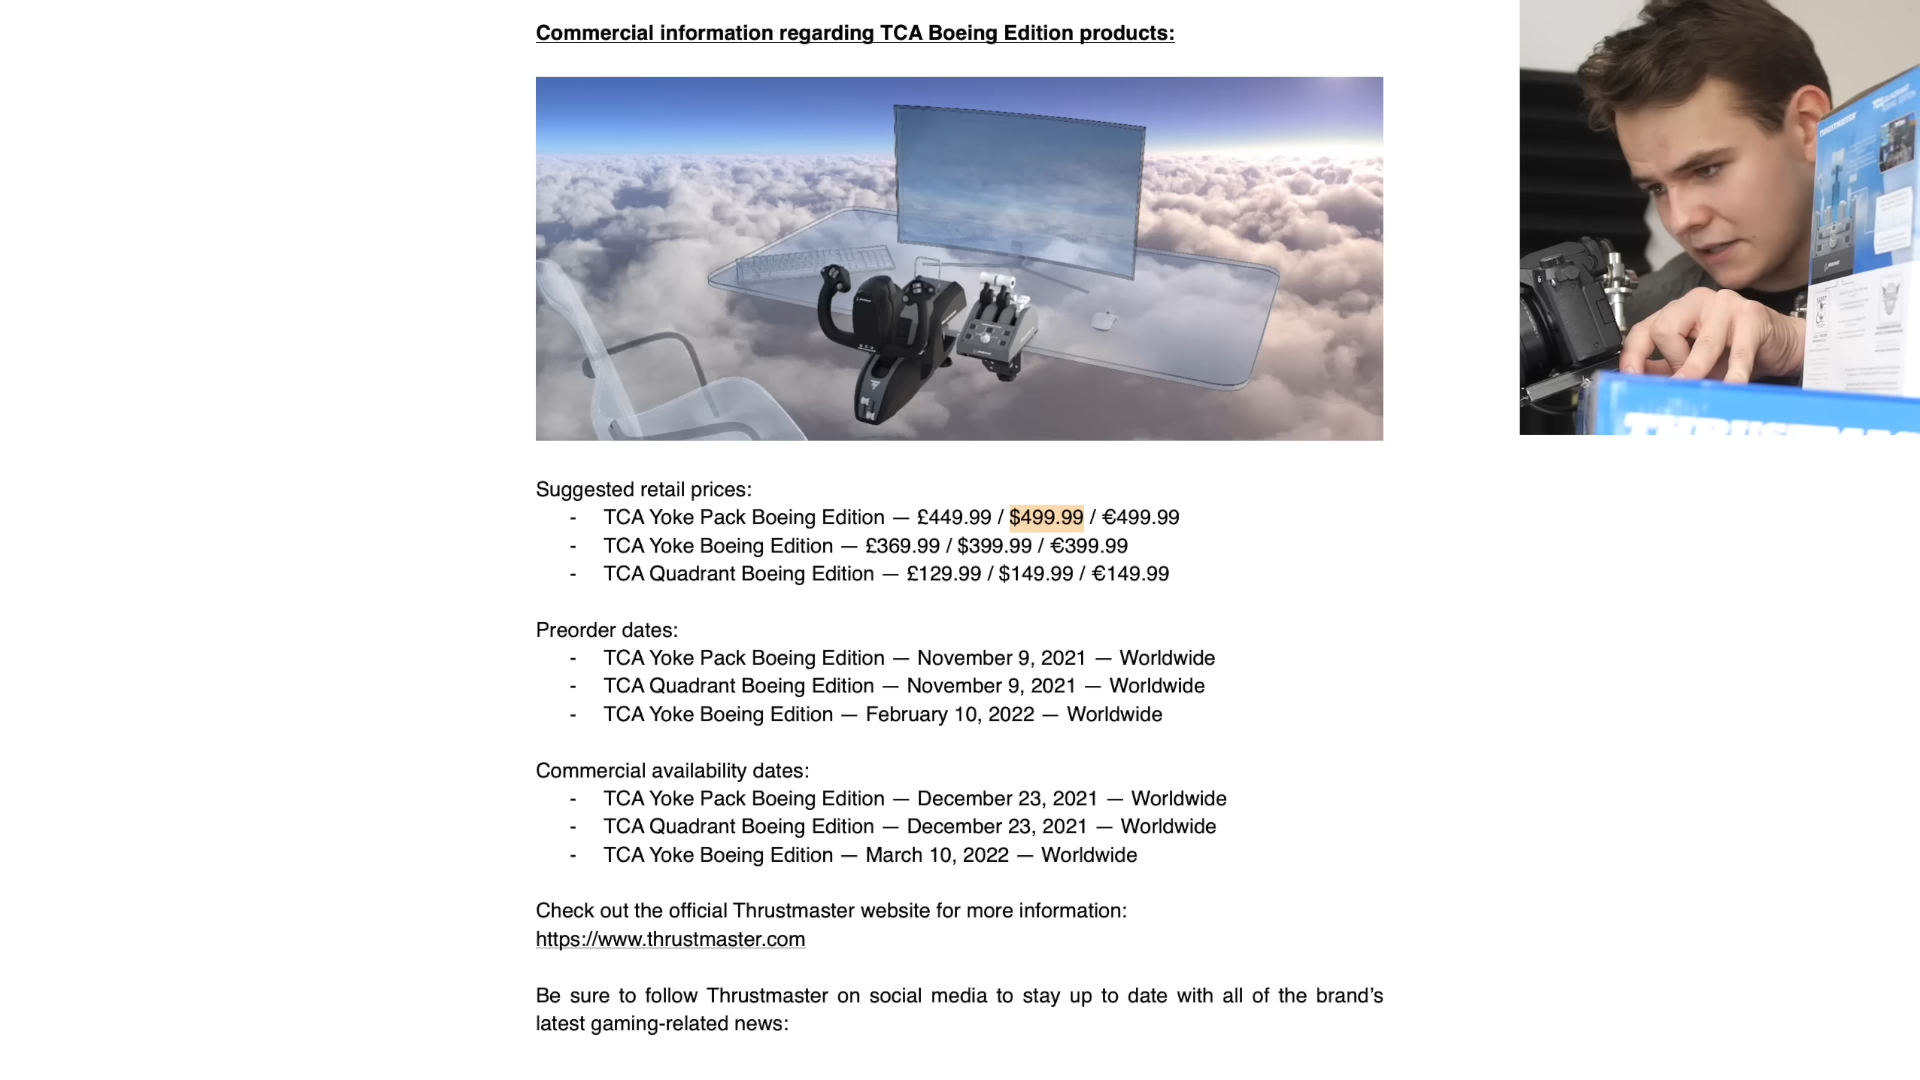 Commercial information regarding TCA Boeing Edition products:
Suggested retail prices:
- TCA Yoke Pack Boeing Edition — £449.99 / $499.99 / €499.99
- TCA Yoke Boeing Edition — £369.99 / $399.99 / €399.99
- TCA Quadrant Boeing Edition — £129.99 / $149.99 / €149.99
Preorder dates:
- TCA Yoke Pack Boeing Edition — November 9, 2021 — Worldwide
- TCA Quadrant Boeing Edition — November 9, 2021 — Worldwide
- TCA Yoke Boeing Edition — February 10, 2022 — Worldwide
Commercial availability dates:
- TCA Yoke Pack Boeing Edition — December 23, 2021 — Worldwide
- TCA Quadrant Boeing Edition — December 23, 2021 — Worldwide
- TCA Yoke Boeing Edition — March 10, 2022 — Worldwide
Check out the official Thrustmaster website for more information:
https://www.thrustmaster.com
Be sure to follow Thrustmaster on social media to stay up to date with all of the brand’s
latest gaming-related news:
THRUSTMASTER